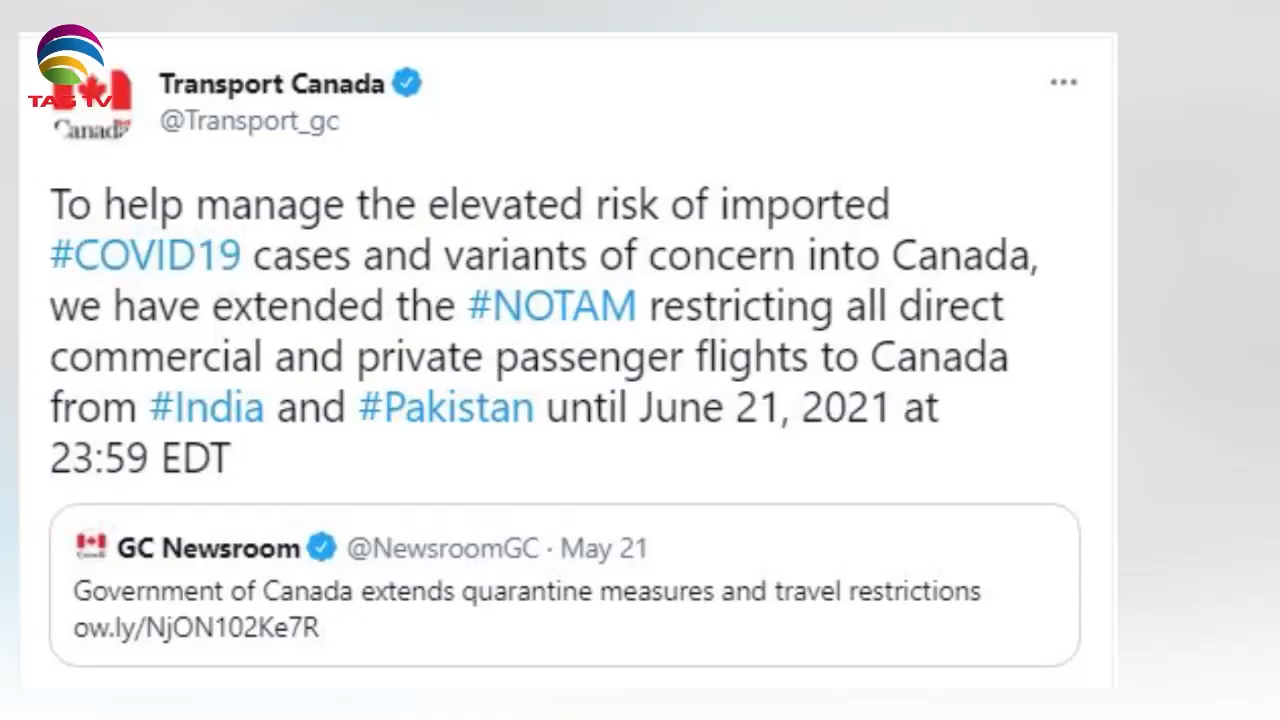 TAG TV
Canada
Transport Canada
@Transport_gc
To help manage the elevated risk of imported
#COVID19 cases and variants of concern into Canada,
we have extended the #NOTAM restricting all direct
commercial and private passenger flights to Canada
from #India and #Pakistan until June 21, 2021 at
23:59 EDT
GC Newsroom @NewsroomGC · May 21
Government of Canada extends quarantine measures and travel restrictions
ow.ly/NjON102Ke7R